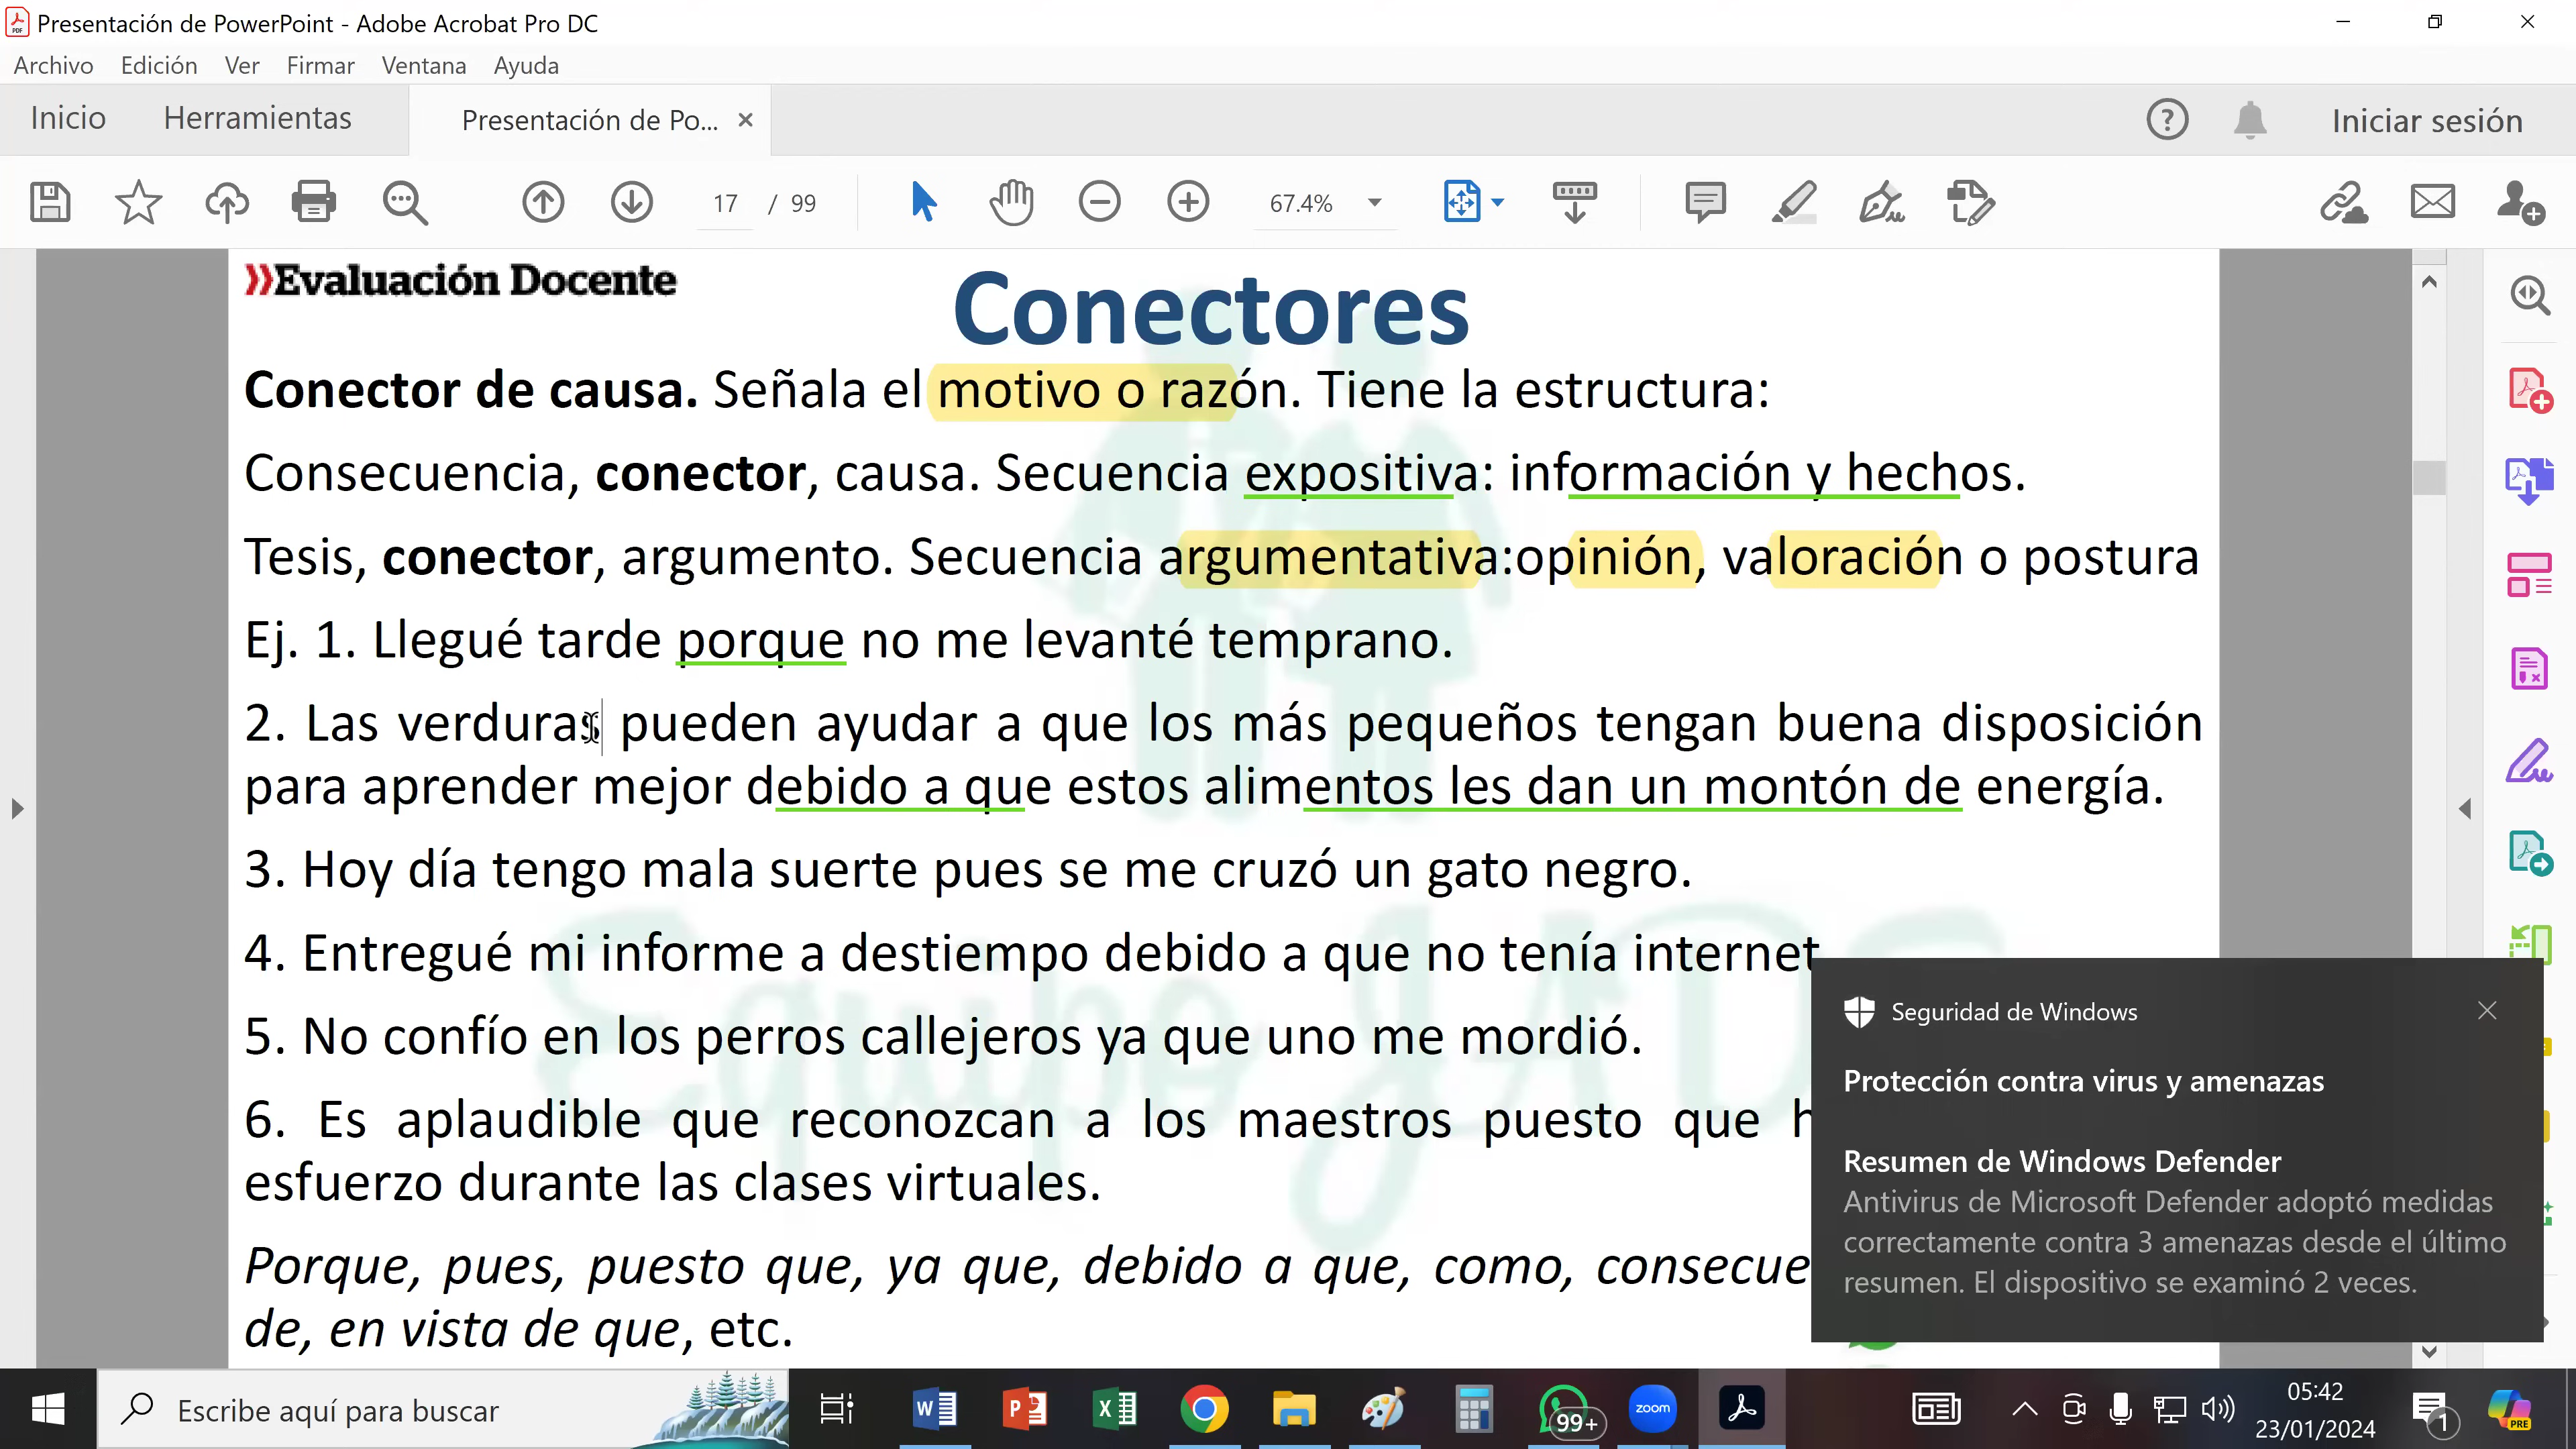 Presentación de PowerPoint - Adobe Acrobat Pro DC
Archivo Edición Ver Firmar Ventana Ayuda
Inicio Herramientas Presentación de Po... Iniciar sesión
17 / 99 67.4%
Evaluación Docente
Conectores
Conector de causa. Señala el motivo o razón. Tiene la estructura:
Consecuencia, conector, causa. Secuencia expositiva: información y hechos.
Tesis, conector, argumento. Secuencia argumentativa:opinión, valoración o postura
Ej. 1. Llegué tarde porque no me levanté temprano.
2. Las verduras pueden ayudar a que los más pequeños tengan buena disposición
para aprender mejor debido a que estos alimentos les dan un montón de energía.
3. Hoy día tengo mala suerte pues se me cruzó un gato negro.
4. Entregué mi informe a destiempo debido a que no tenía internet
5. No confío en los perros callejeros ya que uno me mordió.
6. Es aplaudible que reconozcan a los maestros puesto que
esfuerzo durante las clases virtuales.
Porque, pues, puesto que, ya que, debido a que, como,
de, en vista de que, etc.
Equipo JADS
Seguridad de Windows
Protección contra virus y amenazas
Resumen de Windows Defender
Antivirus de Microsoft Defender adoptó medidas
correctamente contra 3 amenazas desde el último
resumen. El dispositivo se examinó 2 veces.
Escribe aquí para buscar
99+
zoom
05:42
23/01/2024
1
PRE